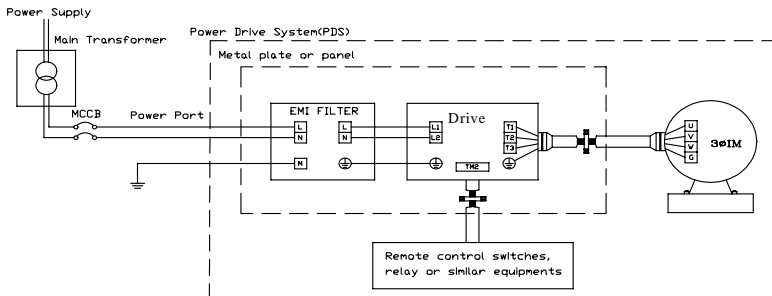 Power Supply
Main Transformer
Power Drive System(PDS)
Metal plate or panel
MCCB
Power Port
EMI FILTER
L
N
M
L
N
Drive
L1
L2
T1
T2
T3
TM2
U
V
W
G
3øIM
Remote control switches,
relay or similar equipments